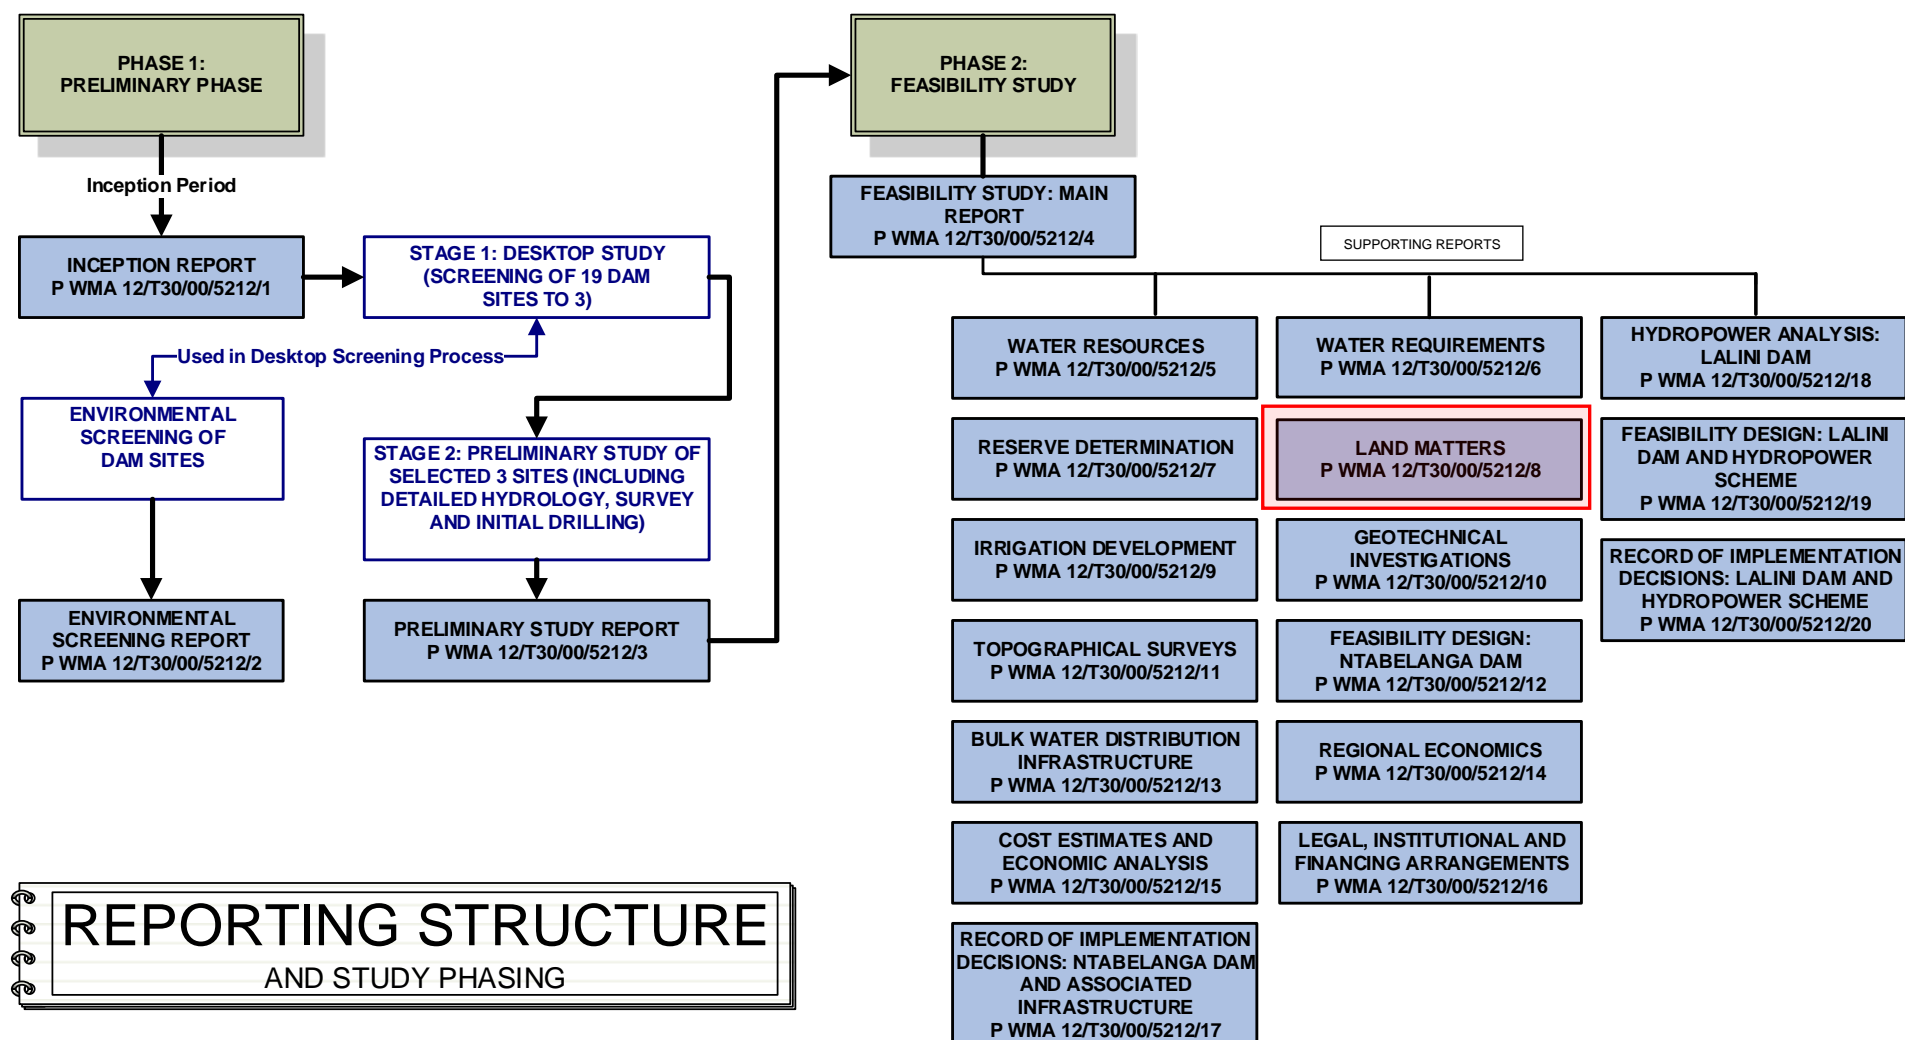 PHASE 1:
PRELIMINARY PHASE
Inception Period
INCEPTION REPORT
P WMA 12/T30/00/5212/1
STAGE 1: DESKTOP STUDY
(SCREENING OF 19 DAM
SITES TO 3)
Used in Desktop Screening Process
ENVIRONMENTAL
SCREENING OF
DAM SITES
STAGE 2: PRELIMINARY STUDY OF
SELECTED 3 SITES (INCLUDING
DETAILED HYDROLOGY, SURVEY
AND INITIAL DRILLING)
ENVIRONMENTAL
SCREENING REPORT
P WMA 12/T30/00/5212/2
PRELIMINARY STUDY REPORT
P WMA 12/T30/00/5212/3
PHASE 2:
FEASIBILITY STUDY
FEASIBILITY STUDY: MAIN
REPORT
P WMA 12/T30/00/5212/4
SUPPORTING REPORTS
WATER RESOURCES
P WMA 12/T30/00/5212/5
WATER REQUIREMENTS
P WMA 12/T30/00/5212/6
HYDROPOWER ANALYSIS:
LALINI DAM
P WMA 12/T30/00/5212/18
RESERVE DETERMINATION
P WMA 12/T30/00/5212/7
LAND MATTERS
P WMA 12/T30/00/5212/8
FEASIBILITY DESIGN: LALINI
DAM AND HYDROPOWER
SCHEME
P WMA 12/T30/00/5212/19
IRRIGATION DEVELOPMENT
P WMA 12/T30/00/5212/9
GEOTECHNICAL
INVESTIGATIONS
P WMA 12/T30/00/5212/10
RECORD OF IMPLEMENTATION
DECISIONS: LALINI DAM AND
HYDROPOWER SCHEME
P WMA 12/T30/00/5212/20
TOPOGRAPHICAL SURVEYS
P WMA 12/T30/00/5212/11
FEASIBILITY DESIGN:
NTABELANGA DAM
P WMA 12/T30/00/5212/12
BULK WATER DISTRIBUTION
INFRASTRUCTURE
P WMA 12/T30/00/5212/13
REGIONAL ECONOMICS
P WMA 12/T30/00/5212/14
COST ESTIMATES AND
ECONOMIC ANALYSIS
P WMA 12/T30/00/5212/15
LEGAL, INSTITUTIONAL AND
FINANCING ARRANGEMENTS
P WMA 12/T30/00/5212/16
RECORD OF IMPLEMENTATION
DECISIONS: NTABELANGA DAM
AND ASSOCIATED
INFRASTRUCTURE
P WMA 12/T30/00/5212/17
REPORTING STRUCTURE
AND STUDY PHASING